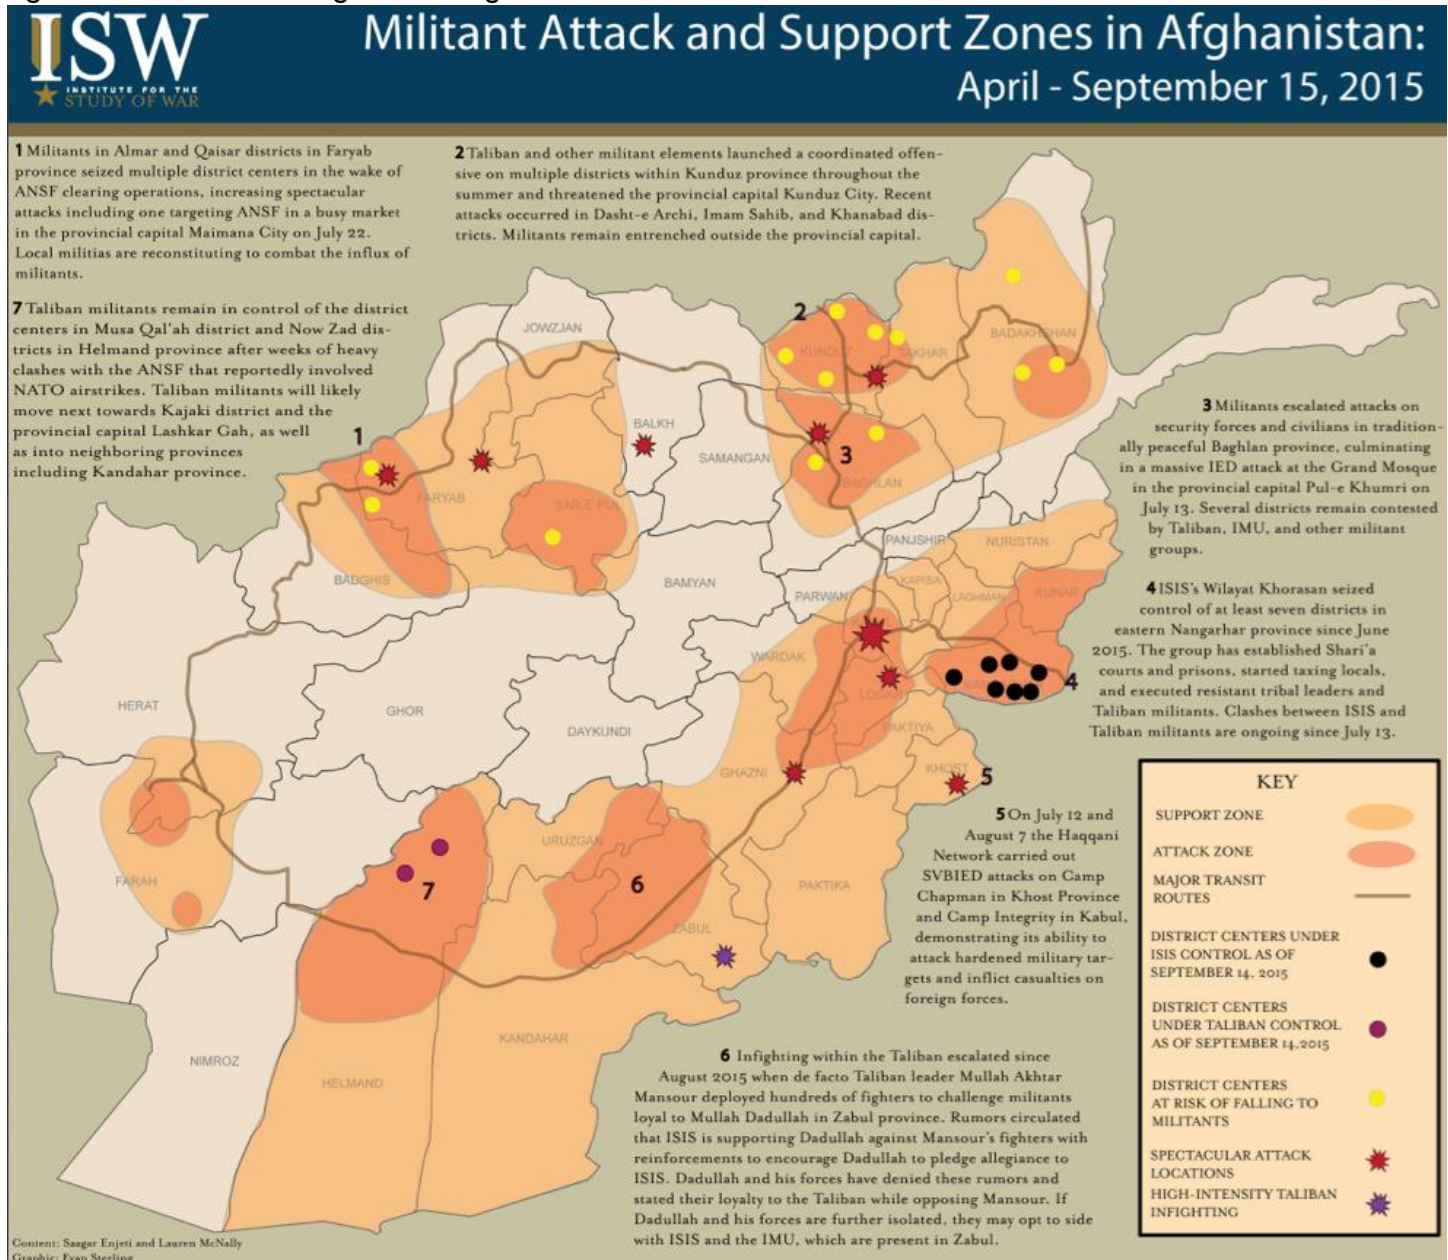 ISW
INSTITUTE FOR THE
STUDY OF WAR
Militant Attack and Support Zones in Afghanistan:
April - September 15, 2015
1 Militants in Almar and Qaisar districts in Faryab
province seized multiple district centers in the wake of
ANSF clearing operations, increasing spectacular
attacks including one targeting ANSF in a busy market
in the provincial capital Maimana City on July 22.
Local militias are reconstituting to combat the influx of
militants.
2 Taliban and other militant elements launched a coordinated offen-
sive on multiple districts within Kunduz province throughout the
summer and threatened the provincial capital Kunduz City. Recent
attacks occurred in Dasht-e Archi, Imam Sahib, and Khanabad dis-
tricts. Militants remain entrenched outside the provincial capital.
7 Taliban militants remain in control of the district
centers in Musa Qal'ah district and Now Zad dis-
tricts in Helmand province after weeks of heavy
clashes with the ANSF that reportedly involved
NATO airstrikes. Taliban militants will likely
move next towards Kajaki district and the
provincial capital Lashkar Gah, as well
as into neighboring provinces
including Kandahar province.
3 Militants escalated attacks on
security forces and civilians in tradition-
ally peaceful Baghlan province, culminating
in a massive IED attack at the Grand Mosque
in the provincial capital Pul-e Khumri on
July 13. Several districts remain contested
by Taliban, IMU, and other militant
groups.
4 ISIS's Wilayat Khorasan seized
control of at least seven districts in
eastern Nangarhar province since June
2015. The group has established Shari'a
courts and prisons, started taxing locals,
and executed resistant tribal leaders and
Taliban militants. Clashes between ISIS and
Taliban militants are ongoing since July 13.
5 On July 12 and
August 7 the Haqqani
Network carried out
SVBIED attacks on Camp
Chapman in Khost Province
and Camp Integrity in Kabul,
demonstrating its ability to
attack hardened military tar-
gets and inflict casualties on
foreign forces.
6 Infighting within the Taliban escalated since
August 2015 when de facto Taliban leader Mullah Akhtar
Mansour deployed hundreds of fighters to challenge militants
loyal to Mullah Dadullah in Zabul province. Rumors circulated
that ISIS is supporting Dadullah against Mansour's fighters with
reinforcements to encourage Dadullah to pledge allegiance to
ISIS. Dadullah and his forces have denied these rumors and
stated their loyalty to the Taliban while opposing Mansour. If
Dadullah and his forces are further isolated, they may opt to side
with ISIS and the IMU, which are present in Zabul.
JOWZJAN
2
KUNDUZ
TAKHAR
BADAKHSHAN
1
BALKH
SAMANGAN
3
BAGHLAN
FARYAB
SAR-E PUL
PANJSHIR
NURISTAN
BADGHIS
BAMYAN
PARWAN
KAPISA
LAGHMAN
KUNAR
WARDAK
LOGAR
4
HERAT
GHOR
DAYKUNDI
PAKTIYA
GHAZNI
KHOST
5
URUZGAN
FARAH
7
6
PAKTIKA
ZABUL
KANDAHAR
NIMROZ
HELMAND
KEY
SUPPORT ZONE
ATTACK ZONE
MAJOR TRANSIT
ROUTES
DISTRICT CENTERS UNDER
ISIS CONTROL AS OF
SEPTEMBER 14, 2015
DISTRICT CENTERS
UNDER TALIBAN CONTROL
AS OF SEPTEMBER 14,2015
DISTRICT CENTERS
AT RISK OF FALLING TO
MILITANTS
SPECTACULAR ATTACK
LOCATIONS
HIGH-INTENSITY TALIBAN
INFIGHTING
Content: Saagar Enjeti and Lauren McNally
Graphic: Evan Sterling